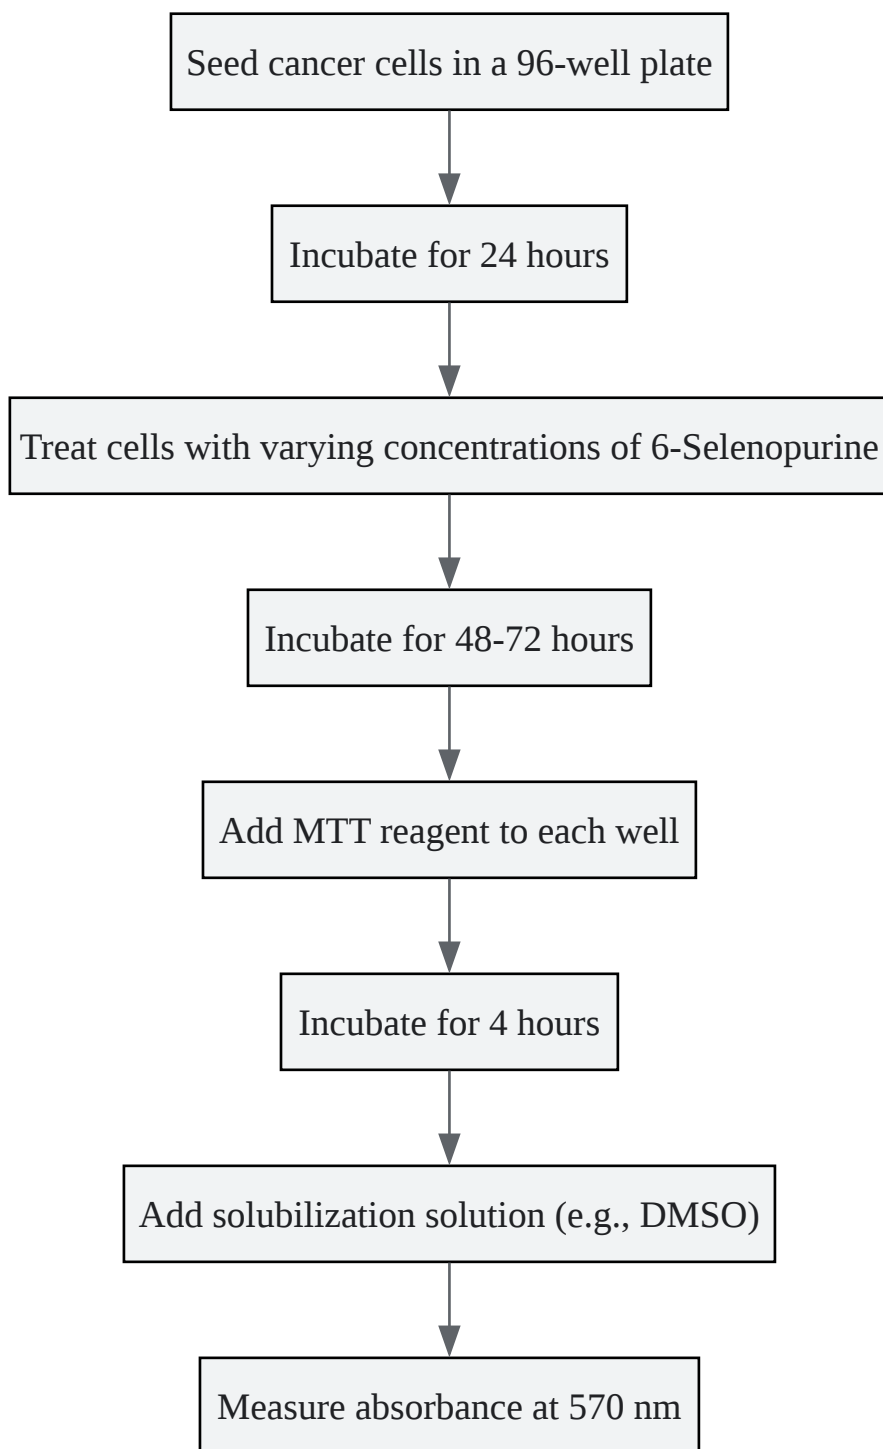 Seed cancer cells in a 96-well plate
Incubate for 24 hours
Treat cells with varying concentrations of 6-Selenopurine
Incubate for 48-72 hours
Add MTT reagent to each well
Incubate for 4 hours
Add solubilization solution (e.g., DMSO)
Measure absorbance at 570 nm